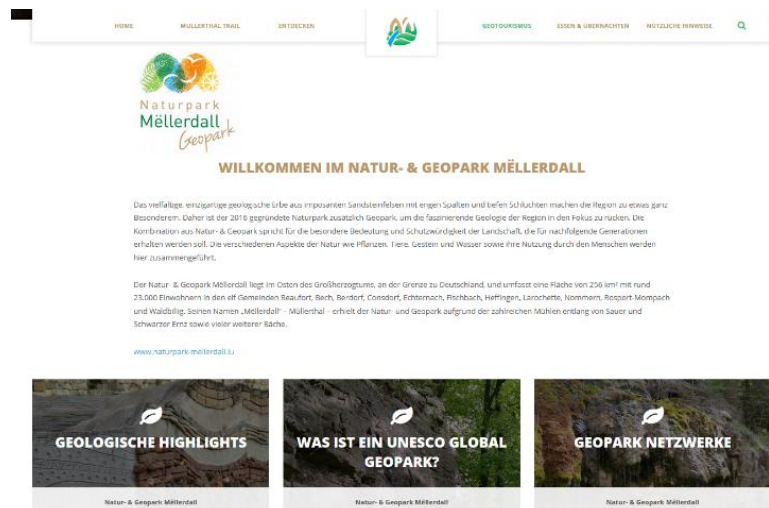 HOME MULLERTHAL TRAIL ENTDECKEN GEOTOURISMUS ESSEN & ÜBERNACHTEN NÜTZLICHE HINWEISE
Naturpark
Mëllerdall
Geopark
WILLKOMMEN IM NATUR- & GEOPARK MËLLERDALL
Das vielfältige, einzigartige geologische Erbe aus imposanten Sandsteinfelsen mit engen Spalten und tiefen Schluchten machen die Region zu etwas ganz
Besonderem. Daher ist der 2016 gegründete Naturpark zusätzlich Geopark, um die faszinierende Geologie der Region in den Fokus zu rücken. Die
Kombination aus Natur- & Geopark spricht für die besondere Bedeutung und Schutzwürdigkeit der Landschaft, die für nachfolgende Generationen
erhalten werden soll. Die verschiedenen Aspekte der Natur wie Pflanzen, Tiere, Gestein und Wasser sowie ihre Nutzung durch den Menschen werden
hier zusammengeführt.
Der Natur- & Geopark Mëllerdall liegt im Osten des Großherzogtums, an der Grenze zu Deutschland, und umfasst eine Fläche von 256 km² mit rund
23.000 Einwohnern in den elf Gemeinden Beaufort, Bech, Berdorf, Consdorf, Echternach, Fischbach, Heffingen, Larochette, Nommern, Rosport-Mompach
und Waldbillig. Seinen Namen „Mëllerdall“ – Müllerthal – erhielt der Natur- und Geopark aufgrund der zahlreichen Mühlen entlang von Sauer und
Schwarzer Ernz sowie vieler weiterer Bäche.
www.naturpark-mellerdall.lu
GEOLOGISCHE HIGHLIGHTS
WAS IST EIN UNESCO GLOBAL
GEOPARK?
GEOPARK NETZWERKE
Natur- & Geopark Mëllerdall
Natur- & Geopark Mëllerdall
Natur- & Geopark Mëllerdall